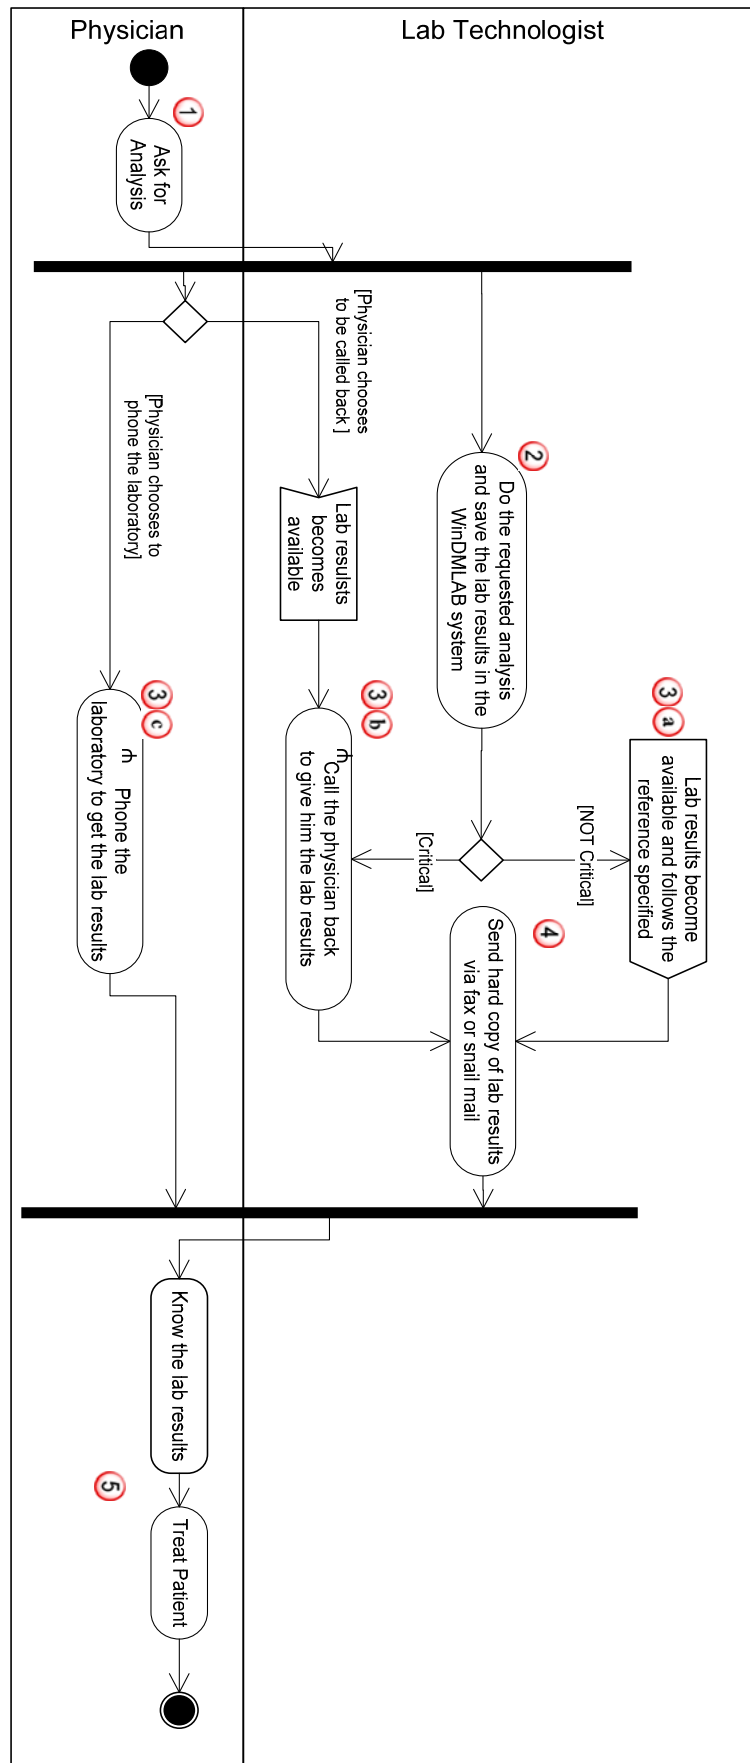 Physician
Lab Technologist
1
Ask for
Analysis
[Physician chooses
to be called back ]
[Physician chooses to
phone the laboratory]
2
Do the requested analysis
and save the lab results in the
WinDMLAB system
Lab resulsts
becomes
available
3 a
Lab results become
available and follows the
reference specified
[NOT Critical]
[Critical]
3 b
Call the physician back
to give him the lab results
3 c
Phone the
laboratory to get the lab results
4
Send hard copy of lab results
via fax or snail mail
Know the lab results
5
Treat Patient